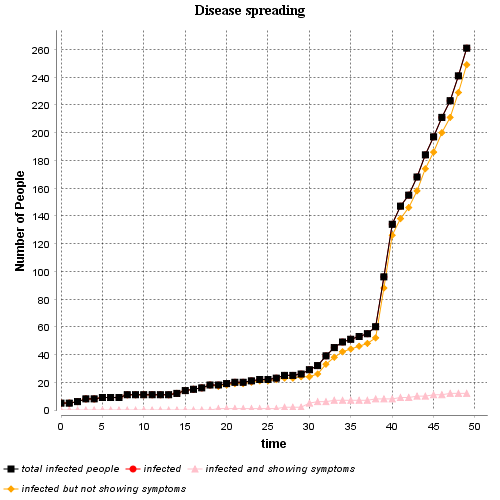 Disease spreading
Number of People
260
240
220
200
180
160
140
120
100
80
60
40
20
0
0 5 10 15 20 25 30 35 40 45 50
time
total infected people infected infected and showing symptoms
infected but not showing symptoms